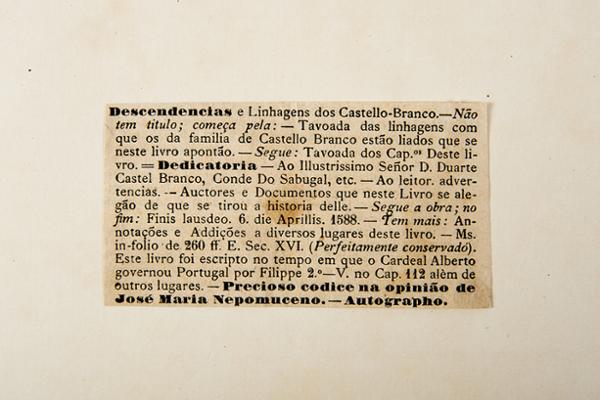 Descendencias e Linhagens dos Castello-Branco.—Não
tem titulo; começa pela: — Tavoada das linhagens com
que os da familia de Castello Branco estão liados que se
neste livro apontão. — Segue: Tavoada dos Cap.ᵒˢ Deste li-
vro. = Dedicatoria — Ao Illustrissimo Señor D. Duarte
Castel Branco, Conde Do Sabugal, etc. — Ao leitor. adver-
tencias. -- Auctores e Documentos que neste Livro se ale-
gão de que se tirou a historia delle. — Segue a obra; no
fim: Finis lausdeo. 6. die Aprillis. 1588. — Tem mais: An-
notações e Addições a diversos lugares deste livro. — Ms.
in-folio de 260 ff. E. Sec. XVI. (Perfeitamente conservado).
Este livro foi escripto no tempo em que o Cardeal Alberto
governou Portugal por Filippe 2.º—V. no Cap. 112 alèm de
outros lugares. — Precioso codice na opinião de
José Maria Nepomuceno. — Autographo.